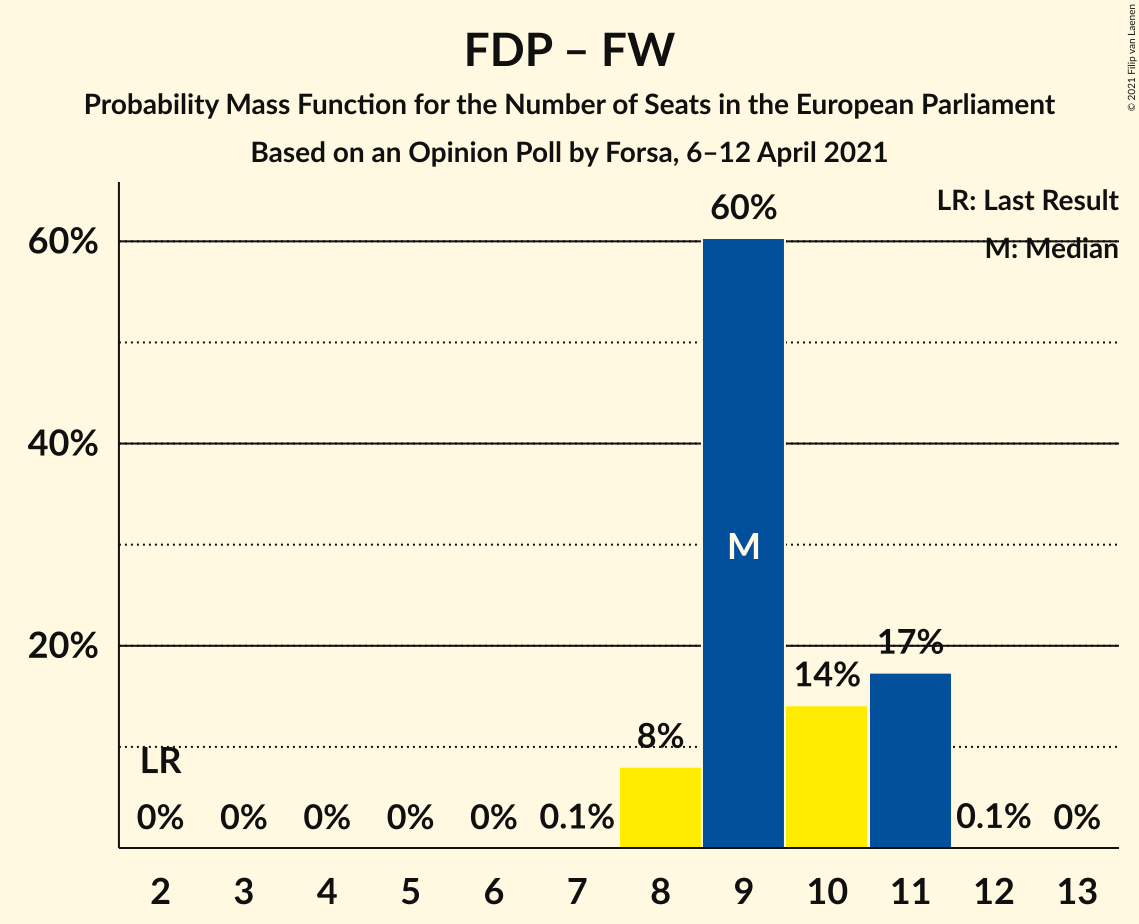 FDP – FW
Probability Mass Function for the Number of Seats in the European Parliament
Based on an Opinion Poll by Forsa, 6–12 April 2021
© 2021 Filip van Laenen
LR: Last Result
M: Median
60%
40%
20%
LR
0%
0%
0%
0%
0%
0.1%
8%
60%
M
14%
17%
0.1%
0%
2 3 4 5 6 7 8 9 10 11 12 13